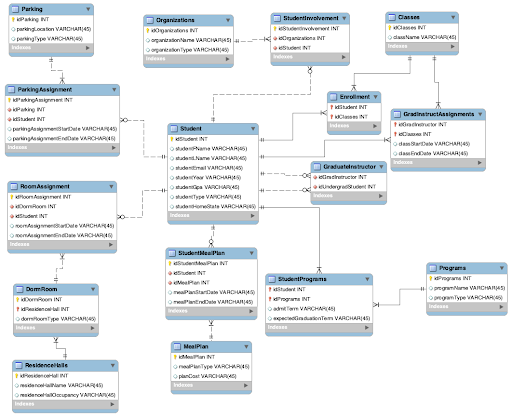 Parking
idParking INT
parkingLocation VARCHAR(45)
parkingType VARCHAR(45)
Indexes
Organizations
idOrganizations INT
organizationName VARCHAR(45)
organizationType VARCHAR(45)
Indexes
StudentInvolvement
idStudentInvolvement INT
idOrganizations INT
idStudent INT
Indexes
Classes
idClasses INT
className VARCHAR(45)
Indexes
ParkingAssignment
idParkingAssignment INT
idParking INT
idStudent INT
parkingAssignmentStartDate VARCHAR(45)
parkingAssignmentEndDate VARCHAR(45)
Indexes
Enrollment
idStudent INT
idClasses INT
Indexes
GradInstructAssignments
idGradInstructor INT
idClasses INT
classStartDate VARCHAR(45)
classEndDate VARCHAR(45)
Indexes
Student
idStudent INT
studentFName VARCHAR(45)
studentLName VARCHAR(45)
studentEmail VARCHAR(45)
studentYear VARCHAR(45)
studentGpa VARCHAR(45)
studentType VARCHAR(45)
studentHomeState VARCHAR(45)
Indexes
GraduateInstructor
idGradInstructor INT
idUndergradStudent INT
Indexes
RoomAssignment
idRoomAssignment INT
idDormRoom INT
idStudent INT
roomAssignmentStartDate VARCHAR(45)
roomAssignmentEndDate VARCHAR(45)
Indexes
StudentMealPlan
idStudentMealPlan INT
idStudent INT
idMealPlan INT
mealPlanStartDate VARCHAR(45)
mealPlanEndDate VARCHAR(45)
Indexes
StudentPrograms
idStudent INT
idPrograms INT
admitTerm VARCHAR(45)
expectedGraduationTerm VARCHAR(45)
Indexes
Programs
idPrograms INT
programName VARCHAR(45)
programType VARCHAR(45)
Indexes
DormRoom
idDormRoom INT
idResidenceHall INT
dormRoomType VARCHAR(45)
Indexes
MealPlan
idMealPlan INT
mealPlanType VARCHAR(45)
planCost VARCHAR(45)
Indexes
ResidenceHalls
idResidenceHall INT
residenceHallName VARCHAR(45)
residenceHallOccupancy VARCHAR(45)
Indexes